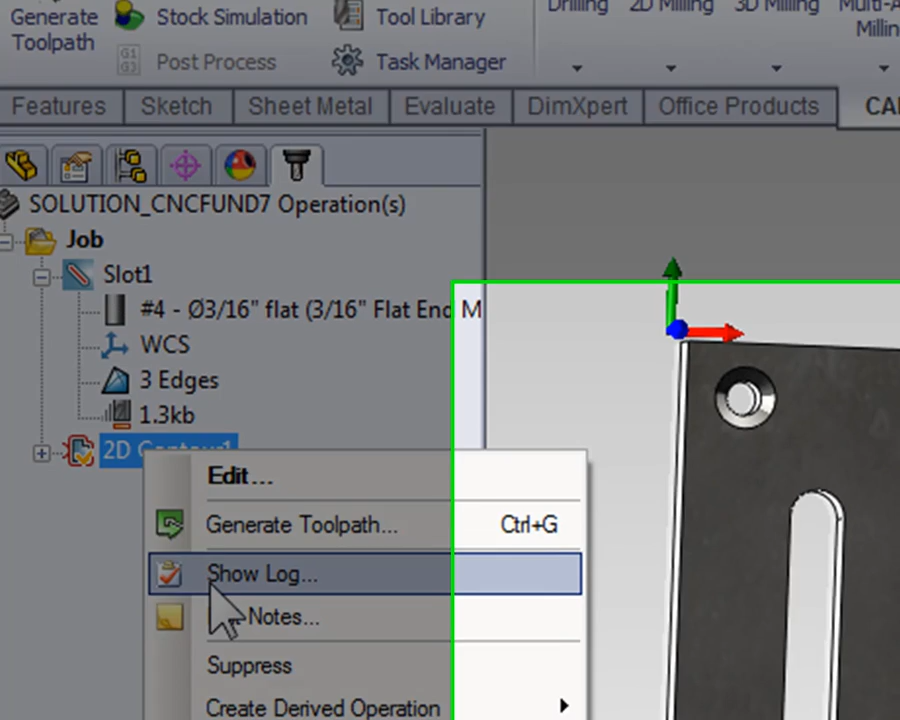 Generate Toolpath
Stock Simulation
Post Process
Tool Library
Task Manager
Drilling
2D Milling
3D Milling
Milling
Features
Sketch
Sheet Metal
Evaluate
DimXpert
Office Products
SOLUTION_CNCFUND7 Operation(s)
Job
Slot1
#4 - Ø3/16" flat (3/16" Flat End M
WCS
3 Edges
1.3kb
2D Contour1
Edit...
Generate Toolpath... Ctrl+G
Show Log...
Notes...
Suppress
Create Derived Operation